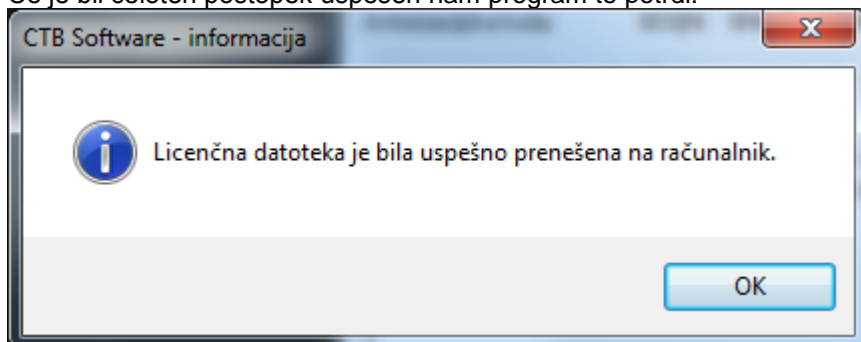 Če je bil celoten postopek uspešen nam program to potrdi.
CTB Software - informacija
Licenčna datoteka je bila uspešno prenešena na računalnik.
OK